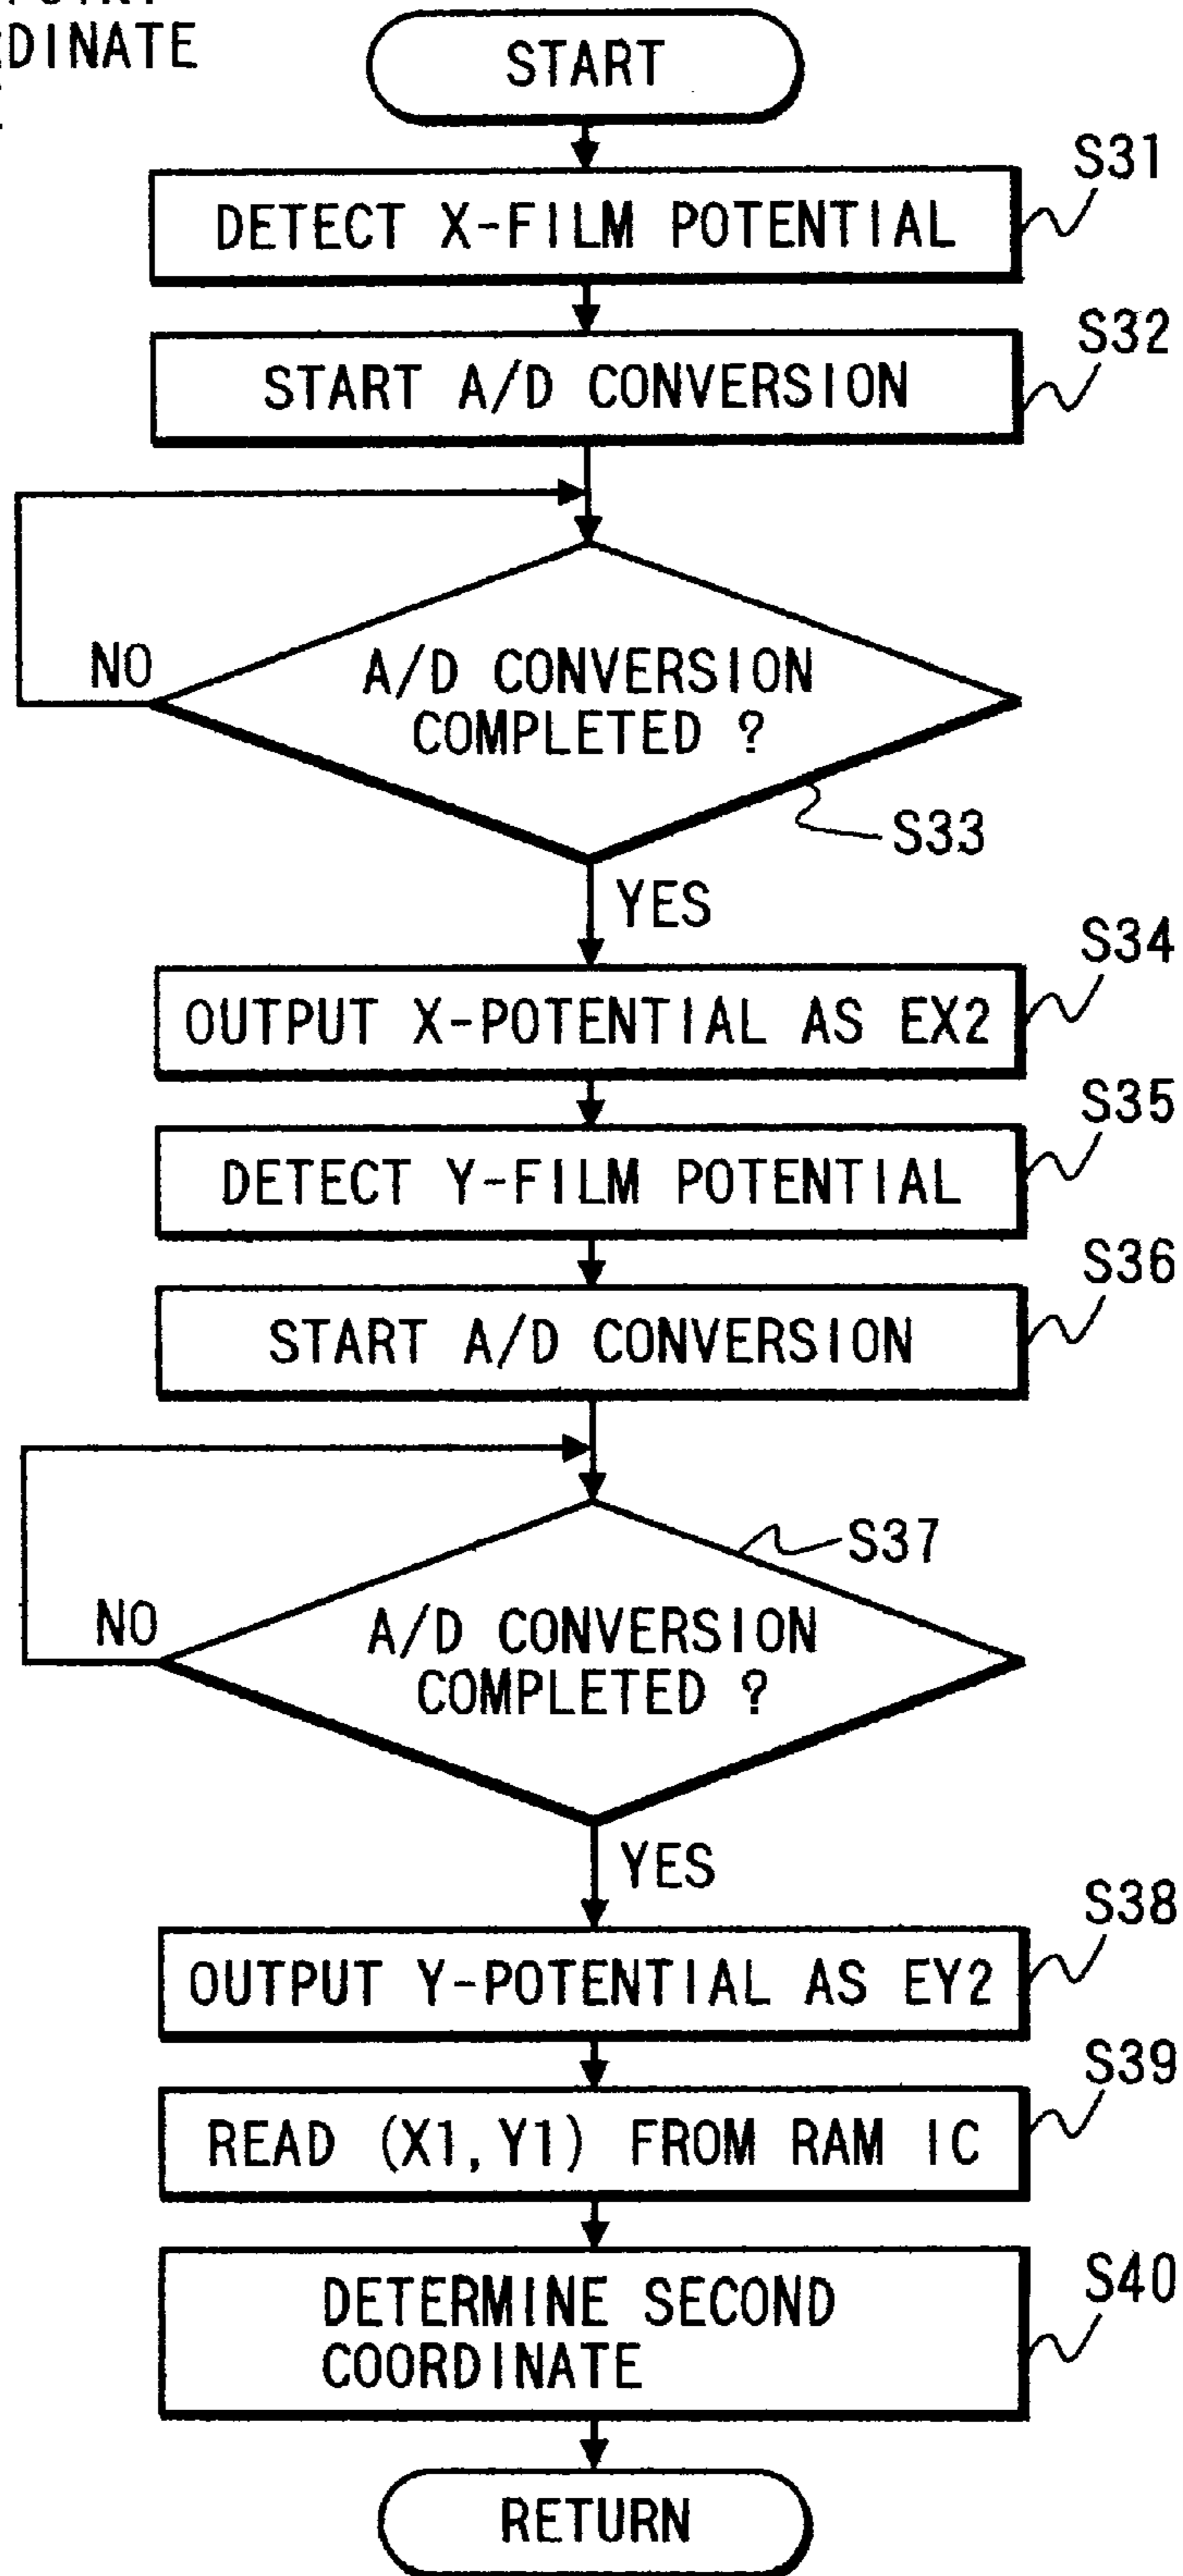 DINATE
START
S31
DETECT X-FILM POTENTIAL
S32
START A/D CONVERSION
NO
A/D CONVERSION
COMPLETED ?
S33
YES
S34
OUTPUT X-POTENTIAL AS EX2
S35
DETECT Y-FILM POTENTIAL
S36
START A/D CONVERSION
S37
NO
A/D CONVERSION
COMPLETED ?
YES
S38
OUTPUT Y-POTENTIAL AS EY2
S39
READ (X1, Y1) FROM RAM IC
S40
DETERMINE SECOND
COORDINATE
RETURN